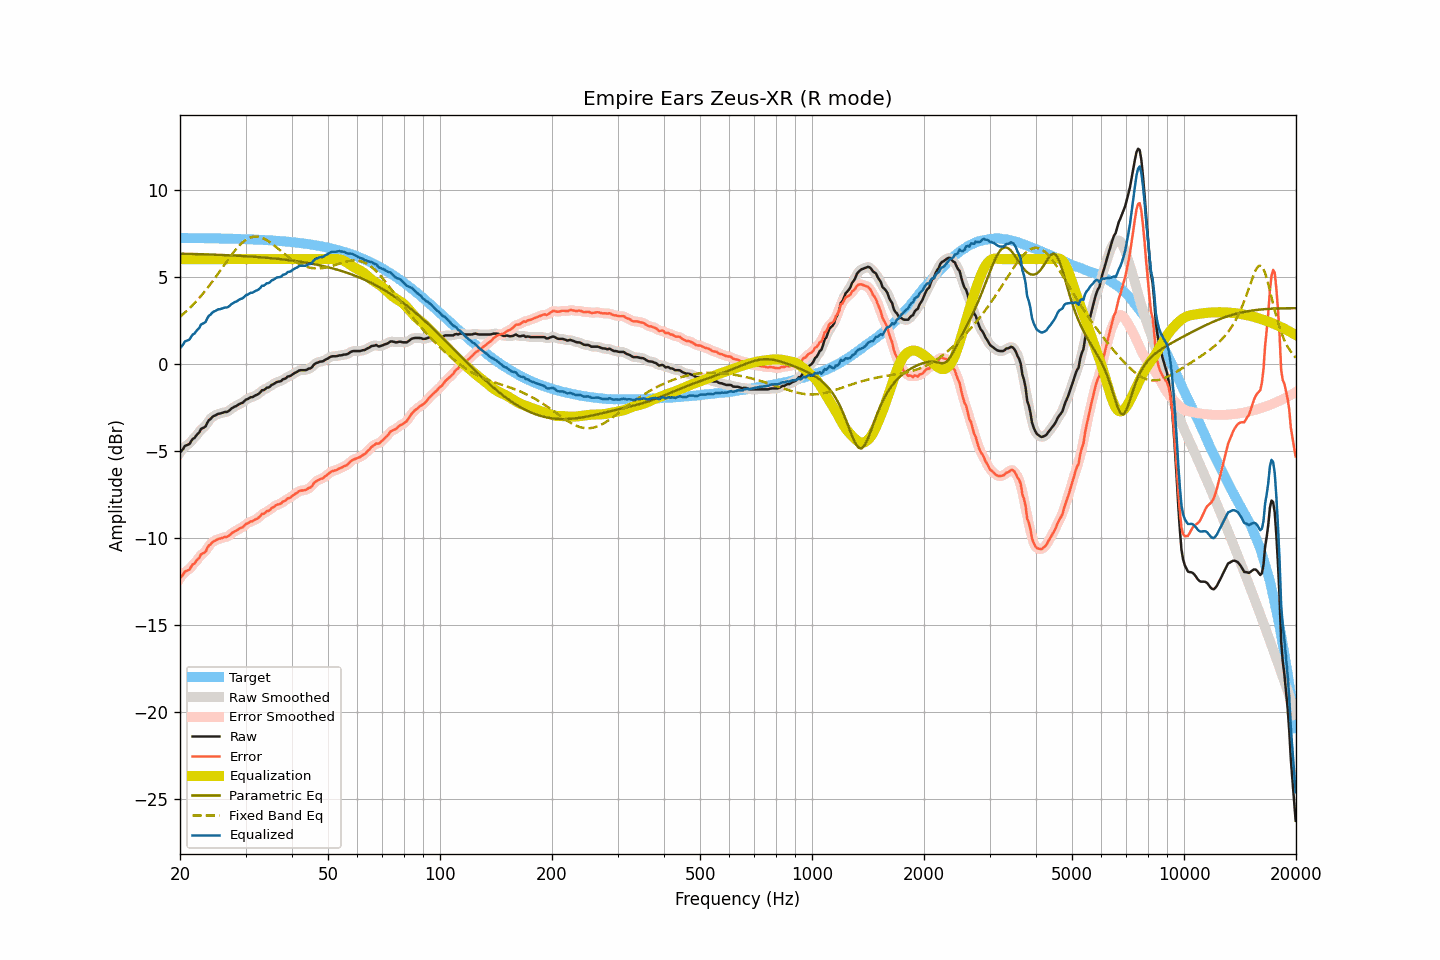 Empire Ears Zeus-XR (R mode)
10
5
0
−5
−10
−15
−20
−25
Amplitude (dBr)
Target
Raw Smoothed
Error Smoothed
Raw
Error
Equalization
Parametric Eq
Fixed Band Eq
Equalized
20 50 100 200 500 1000 2000 5000 10000 20000
Frequency (Hz)